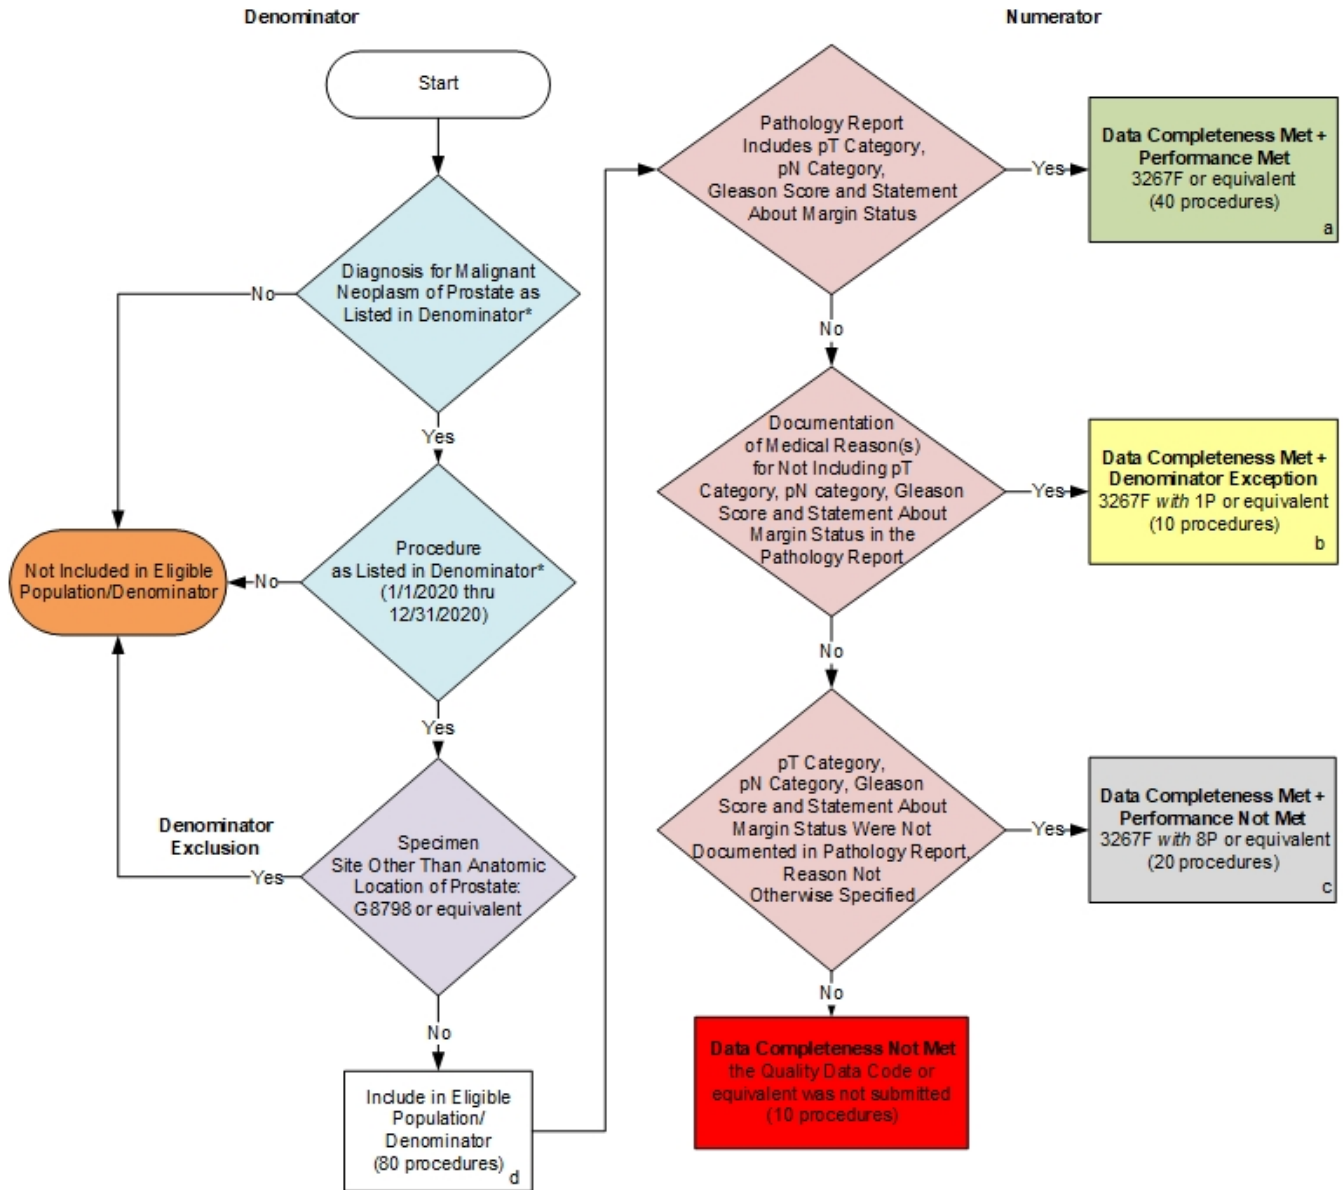 Denominator
Start
Diagnosis for Malignant
Neoplasm of Prostate as
Listed in Denominator*
No
Yes
Procedure
as Listed in Denominator*
(1/1/2020 thru
12/31/2020)
No
Not Included in Eligible
Population/Denominator
Yes
Specimen
Site Other Than Anatomic
Location of Prostate:
G8798 or equivalent
Denominator
Exclusion
Yes
No
Include in Eligible
Population/
Denominator
(80 procedures)
d
Numerator
Pathology Report
Includes pT Category,
pN Category,
Gleason Score and Statement
About Margin Status
Yes
Data Completeness Met +
Performance Met
3267F or equivalent
(40 procedures)
a
No
Documentation
of Medical Reason(s)
for Not Including pT
Category, pN category, Gleason
Score and Statement About
Margin Status in the
Pathology Report
Yes
Data Completeness Met +
Denominator Exception
3267F with 1P or equivalent
(10 procedures)
b
No
pT Category,
pN Category, Gleason
Score and Statement About
Margin Status Were Not
Documented in Pathology Report,
Reason Not
Otherwise Specified
Yes
Data Completeness Met +
Performance Not Met
3267F with 8P or equivalent
(20 procedures)
c
No
Data Completeness Not Met
the Quality Data Code or
equivalent was not submitted
(10 procedures)